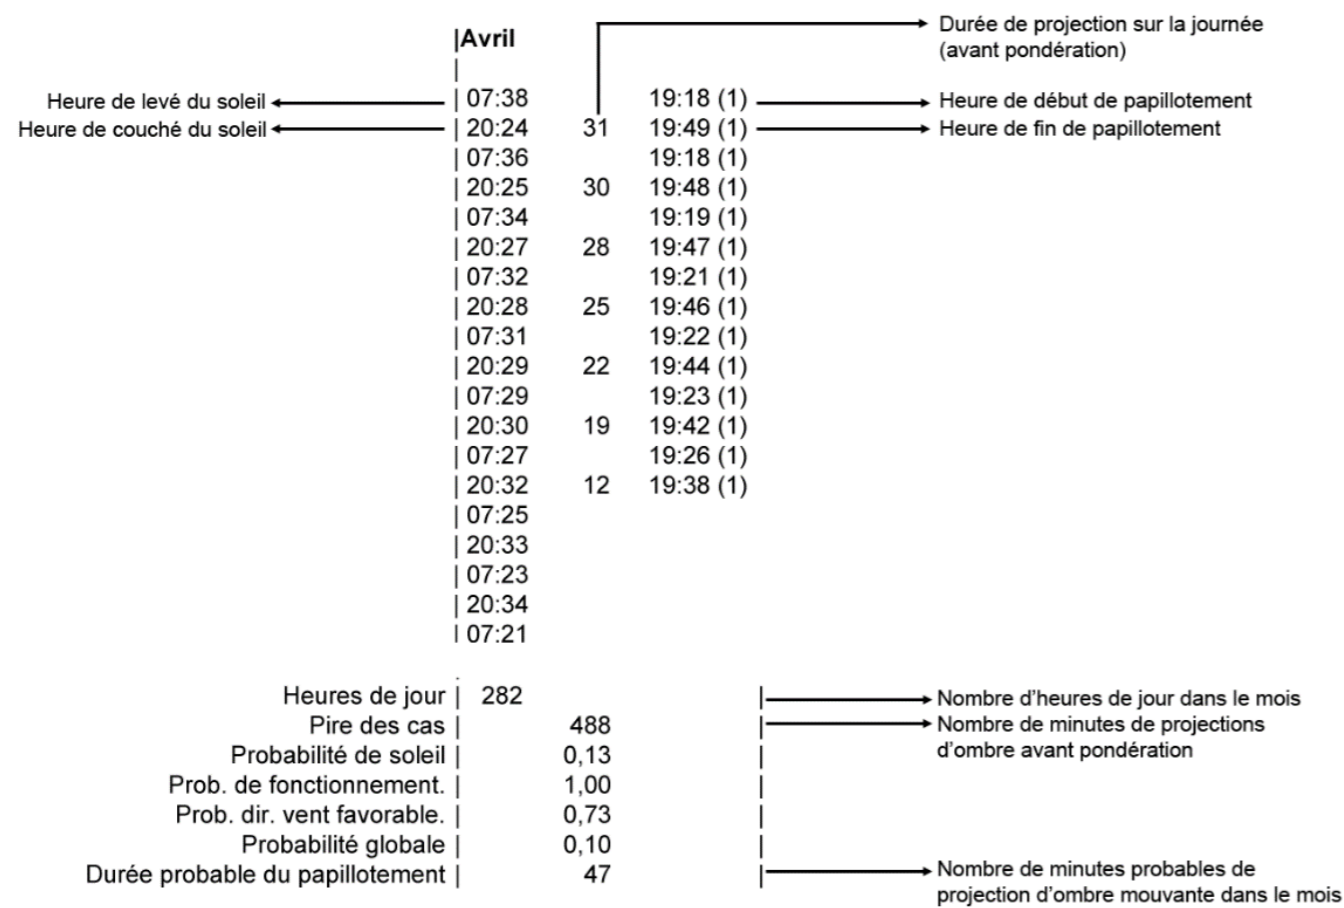 Durée de projection sur la journée
(avant pondération)
|Avril
|
Heure de levé du soleil | 07:38 19:18 (1) Heure de début de papillotement
Heure de couché du soleil | 20:24 31 19:49 (1) Heure de fin de papillotement
| 07:36 19:18 (1)
| 20:25 30 19:48 (1)
| 07:34 19:19 (1)
| 20:27 28 19:47 (1)
| 07:32 19:21 (1)
| 20:28 25 19:46 (1)
| 07:31 19:22 (1)
| 20:29 22 19:44 (1)
| 07:29 19:23 (1)
| 20:30 19 19:42 (1)
| 07:27 19:26 (1)
| 20:32 12 19:38 (1)
| 07:25
| 20:33
| 07:23
| 20:34
| 07:21
Heures de jour | 282 | Nombre d'heures de jour dans le mois
Pire des cas | 488 | Nombre de minutes de projections
d'ombre avant pondération
Probabilité de soleil | 0,13 |
Prob. de fonctionnement. | 1,00 |
Prob. dir. vent favorable. | 0,73 |
Probabilité globale | 0,10 |
Durée probable du papillotement | 47 | Nombre de minutes probables de
projection d'ombre mouvante dans le mois